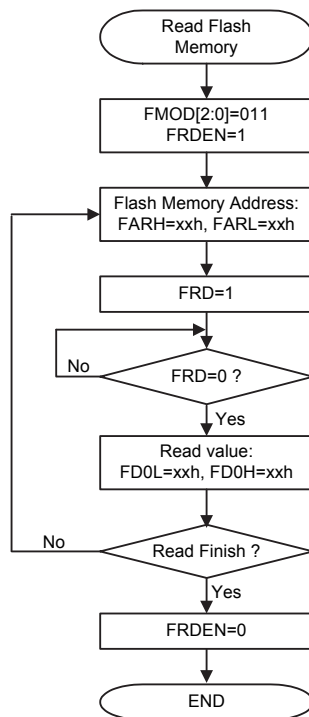 Read Flash
Memory
FMOD[2:0]=011
FRDEN=1
Flash Memory Address:
FARH=xxh, FARL=xxh
FRD=1
No
FRD=0 ?
Yes
Read value:
FD0L=xxh, FD0H=xxh
No
Read Finish ?
Yes
FRDEN=0
END